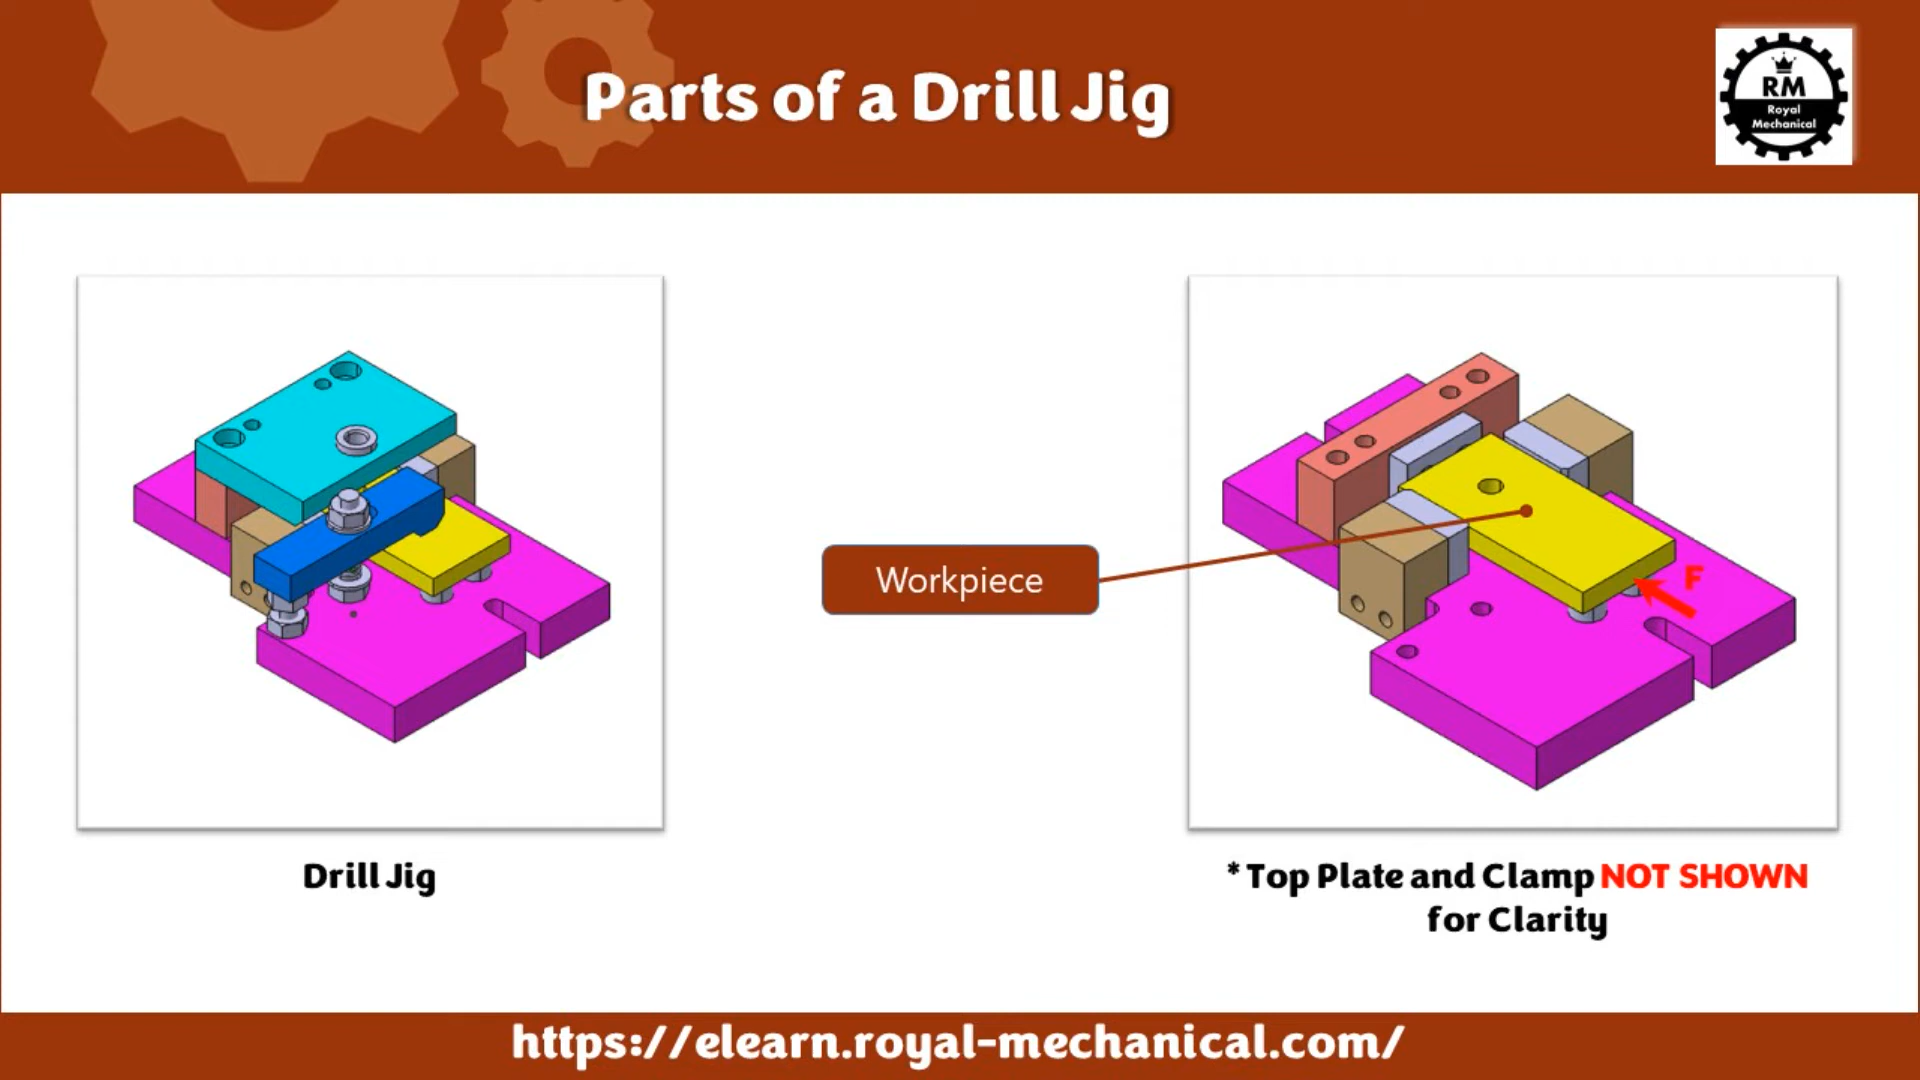 Parts of a Drill Jig
RM
Royal
Mechanical
Workpiece
F
Drill Jig
* Top Plate and Clamp NOT SHOWN
for Clarity
https://elearn.royal-mechanical.com/